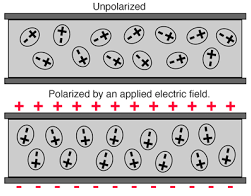 Unpolarized
Polarized by an applied electric field.
+ + + + + + + + + + +
- - - - - - - - - - -